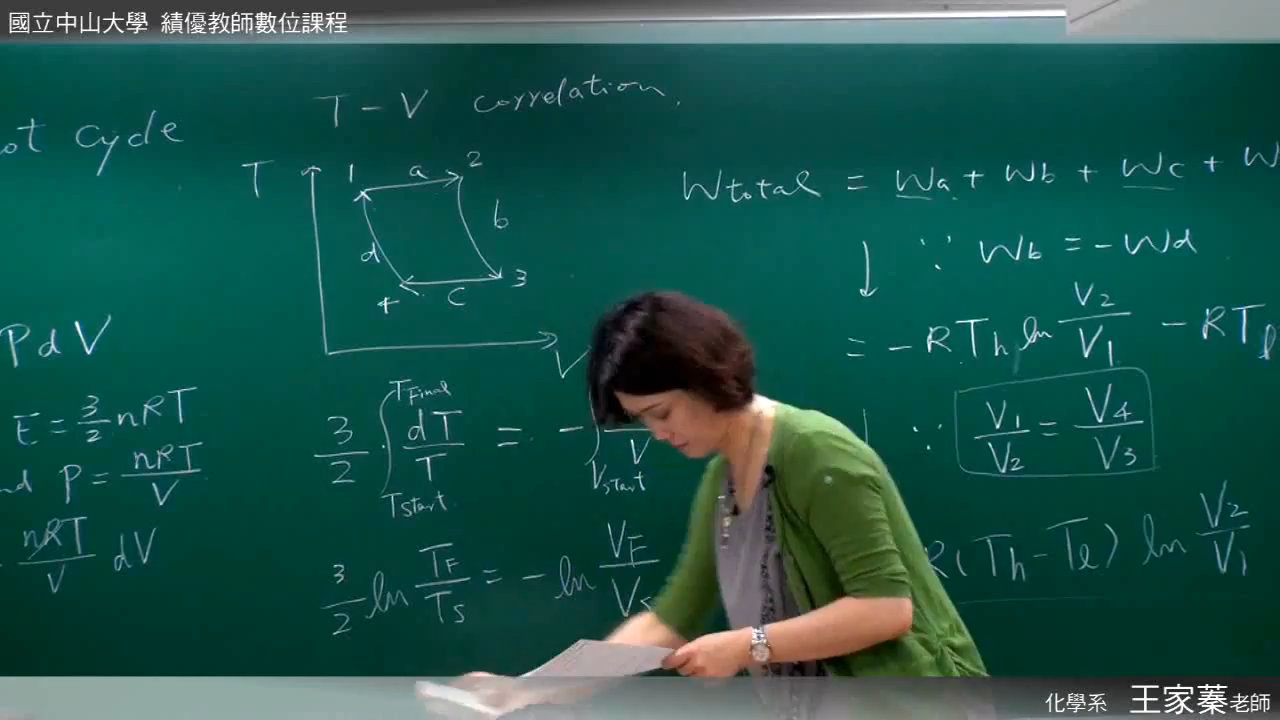 國立中山大學 績優教師數位課程
ot Cycle
T - V correlation.
T
1
a
2
b
d
3
4
c
V
PdV
E = 3/2 nRT
nd P = nRT/V
nRT/V dV
3/2 ∫ TFinal TStart dT/T = - ∫ Vstart V
3/2 ln TF/TS = - ln VF/VS
Wtotal = Wa + Wb + Wc + W
↓ ∵ Wb = -Wd
= -RTh ln V2/V1 - RTl
∵ V1/V2 = V4/V3
R(Th - Tl) ln V2/V1
化學系 王家蓁老師